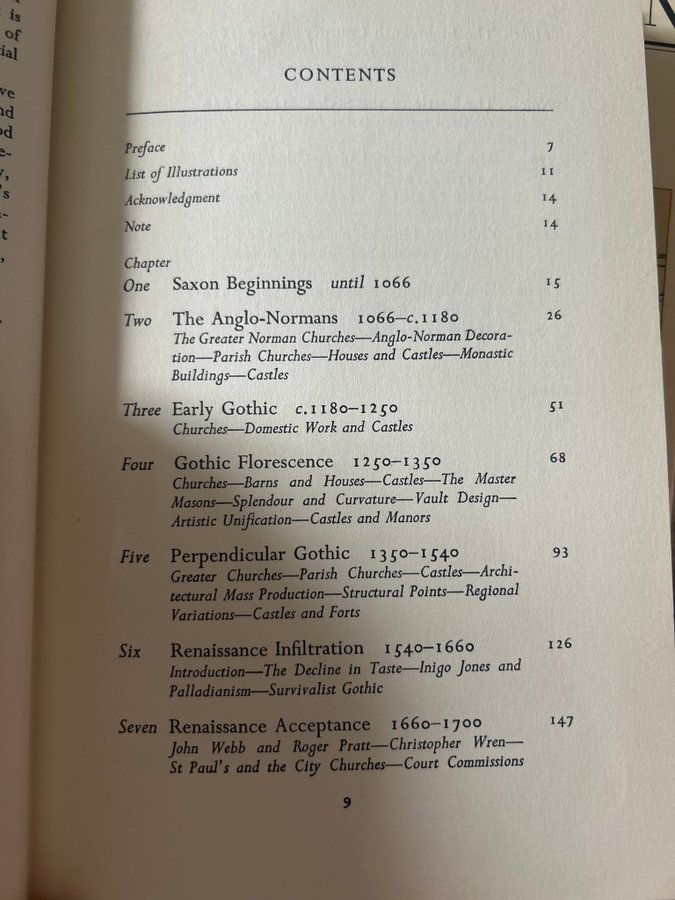 is
of
ial
ve
nd
od
e-
y,
's
a-
t
,
.
CONTENTS
Preface 7
List of Illustrations 11
Acknowledgment 14
Note 14
Chapter
One Saxon Beginnings until 1066 15
Two The Anglo-Normans 1066–c.1180 26
The Greater Norman Churches—Anglo-Norman Decora-
tion—Parish Churches—Houses and Castles—Monastic
Buildings—Castles
Three Early Gothic c.1180–1250 51
Churches—Domestic Work and Castles
Four Gothic Florescence 1250–1350 68
Churches—Barns and Houses—Castles—The Master
Masons—Splendour and Curvature—Vault Design—
Artistic Unification—Castles and Manors
Five Perpendicular Gothic 1350–1540 93
Greater Churches—Parish Churches—Castles—Archi-
tectural Mass Production—Structural Points—Regional
Variations—Castles and Forts
Six Renaissance Infiltration 1540–1660 126
Introduction—The Decline in Taste—Inigo Jones and
Palladianism—Survivalist Gothic
Seven Renaissance Acceptance 1660–1700 147
John Webb and Roger Pratt—Christopher Wren—
St Paul's and the City Churches—Court Commissions
9